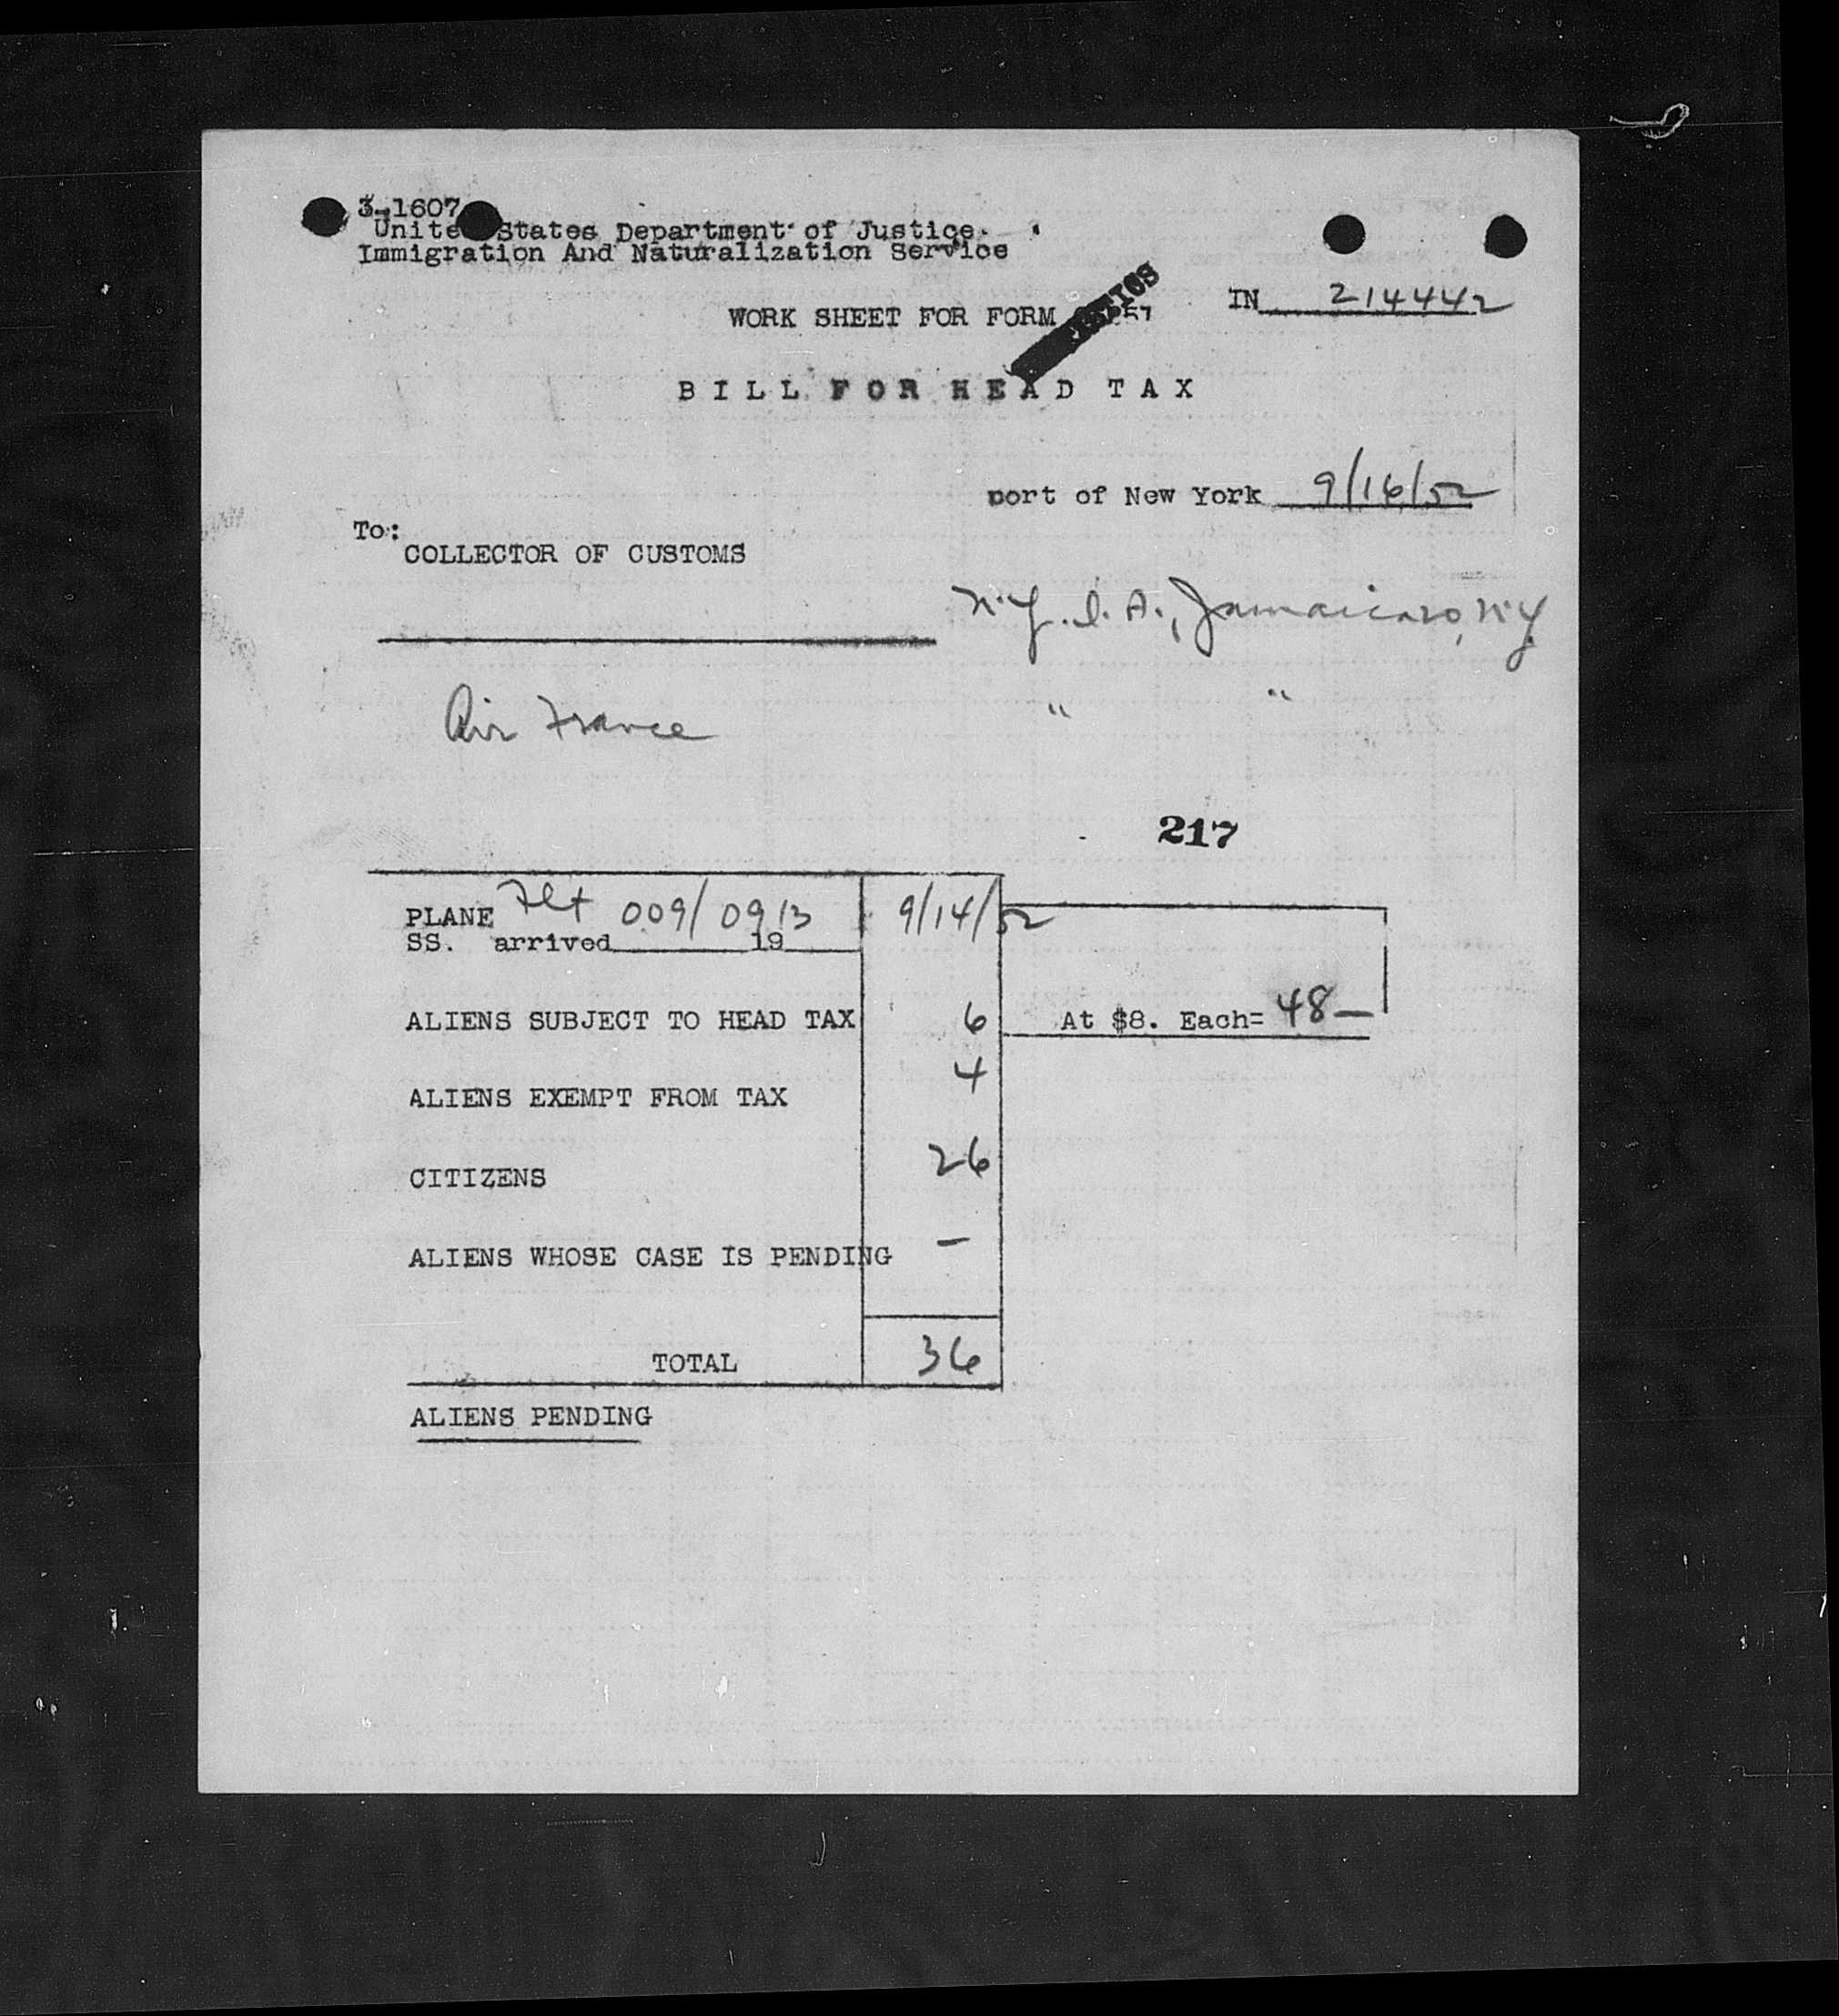 3-1607
United States Department of Justice
Immigration And Naturalization Service
WORK SHEET FOR FORM
IN 214442
BILL FOR HEAD TAX
port of New York 9/16/52
To:
COLLECTOR OF CUSTOMS
N.Y.I.A., Jamaica 20, N.Y.
Air France " "
217
PLANE Flt 009/0913 9/14/52
SS. arrived 19
ALIENS SUBJECT TO HEAD TAX 6 At $8. Each= 48—
ALIENS EXEMPT FROM TAX 4
CITIZENS 26
ALIENS WHOSE CASE IS PENDING —
TOTAL 36
ALIENS PENDING